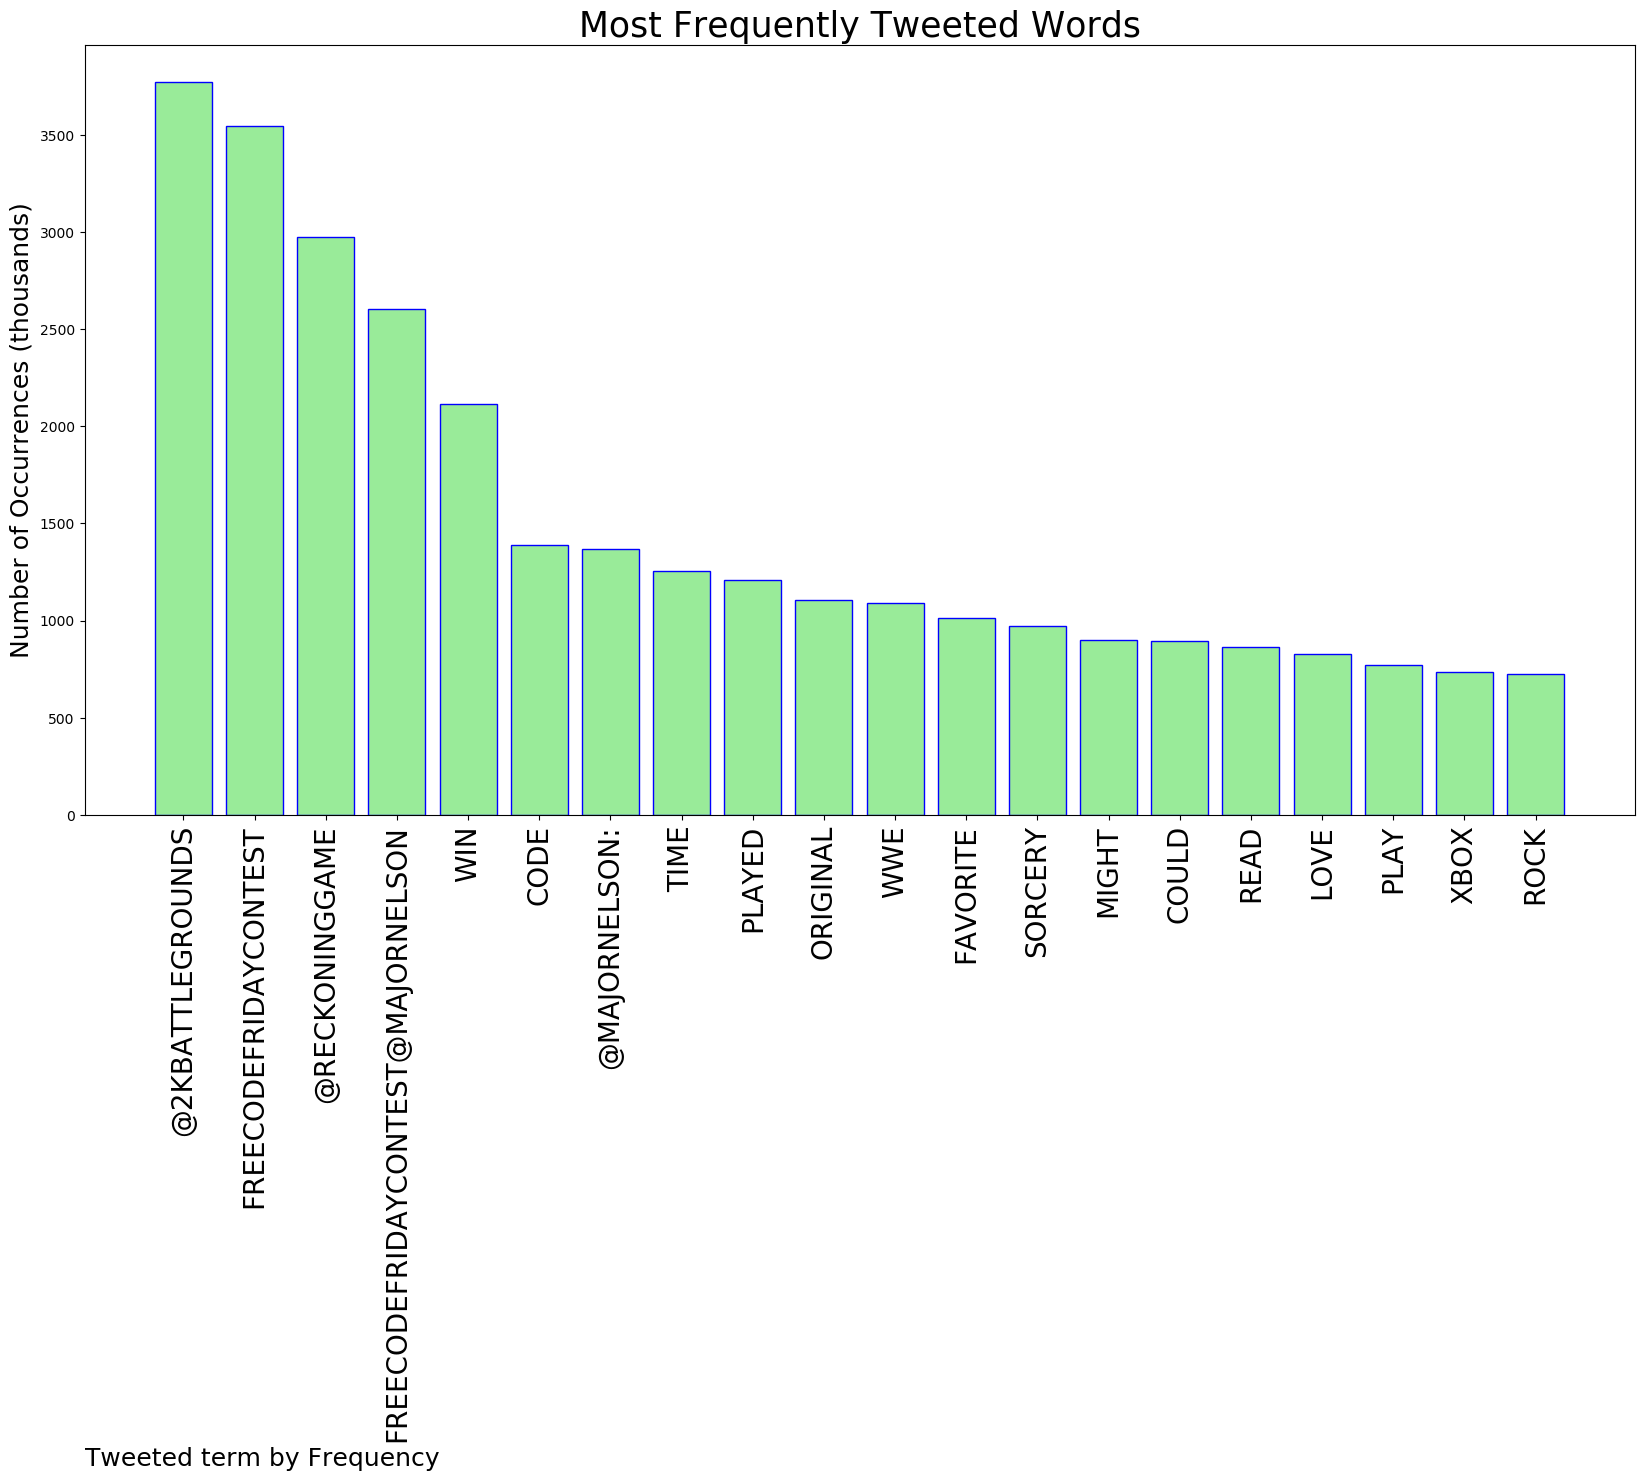 Most Frequently Tweeted Words
Number of Occurrences (thousands)
3500
3000
2500
2000
1500
1000
500
0
@2KBATTLEGROUNDS
FREECODEFRIDAYCONTEST
@RECKONINGGAME
FREECODEFRIDAYCONTEST@MAJORNELSON
WIN
CODE
@MAJORNELSON:
TIME
PLAYED
ORIGINAL
WWE
FAVORITE
SORCERY
MIGHT
COULD
READ
LOVE
PLAY
XBOX
ROCK
Tweeted term by Frequency